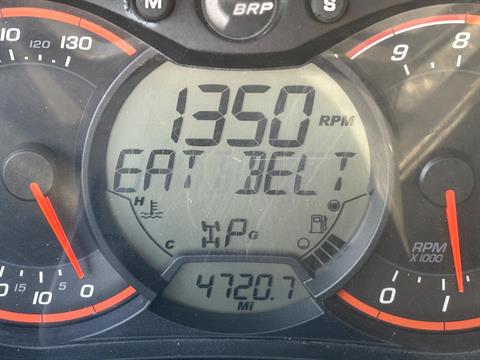 M BRP S
1350 RPM
EAT BELT
H
C
P G
4720.7
MI
10 120 130
15 10 5 0
9 8
RPM
X1000
0 1